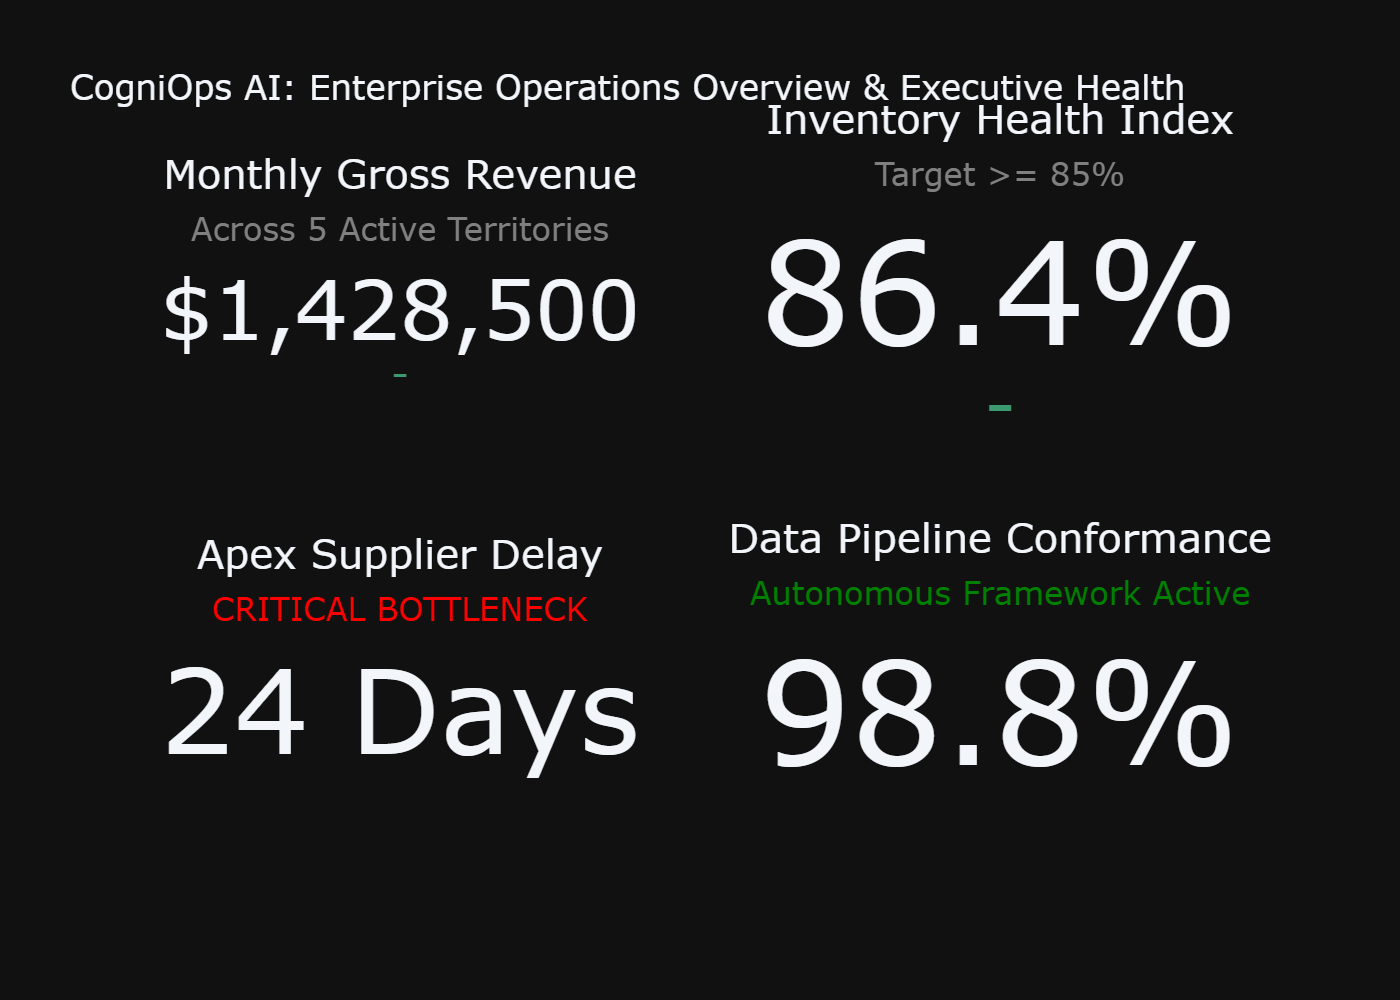 CogniOps AI: Enterprise Operations Overview & Executive Health
Monthly Gross Revenue
Across 5 Active Territories
$1,428,500
-
Inventory Health Index
Target >= 85%
86.4%
-
Apex Supplier Delay
CRITICAL BOTTLENECK
24 Days
Data Pipeline Conformance
Autonomous Framework Active
98.8%